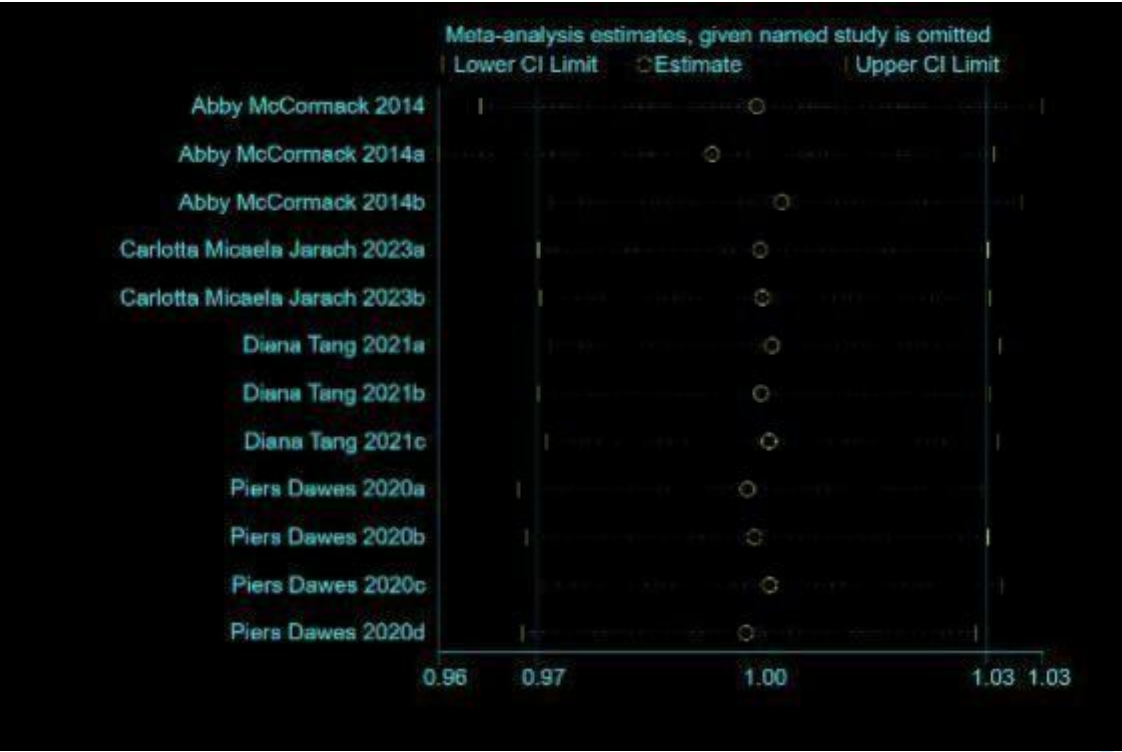 Meta-analysis estimates, given named study is omitted
Lower CI Limit Estimate Upper CI Limit
Abby McCormack 2014
Abby McCormack 2014a
Abby McCormack 2014b
Carlotta Micaela Jarach 2023a
Carlotta Micaela Jarach 2023b
Diana Tang 2021a
Diana Tang 2021b
Diana Tang 2021c
Piers Dawes 2020a
Piers Dawes 2020b
Piers Dawes 2020c
Piers Dawes 2020d
0.96 0.97 1.00 1.03 1.03